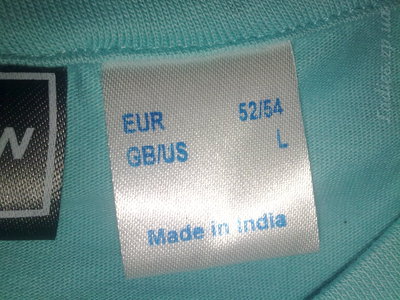 W
EUR 52/54
GB/US L
Made in India